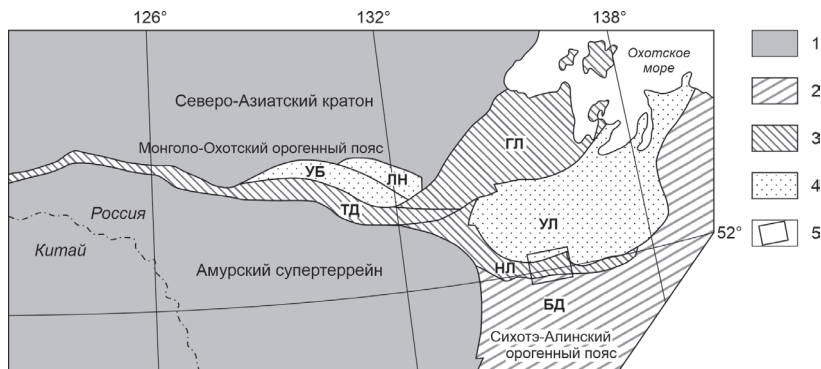 126°
132°
138°
Охотское
море
Северо-Азиатский кратон
Монголо-Охотский орогенный пояс
ГЛ
УБ
ЛН
ТД
УЛ
Россия
Китай
Амурский супертеррейн
НЛ
52°
БД
Сихотэ-Алинский
орогенный пояс
1
2
3
4
5